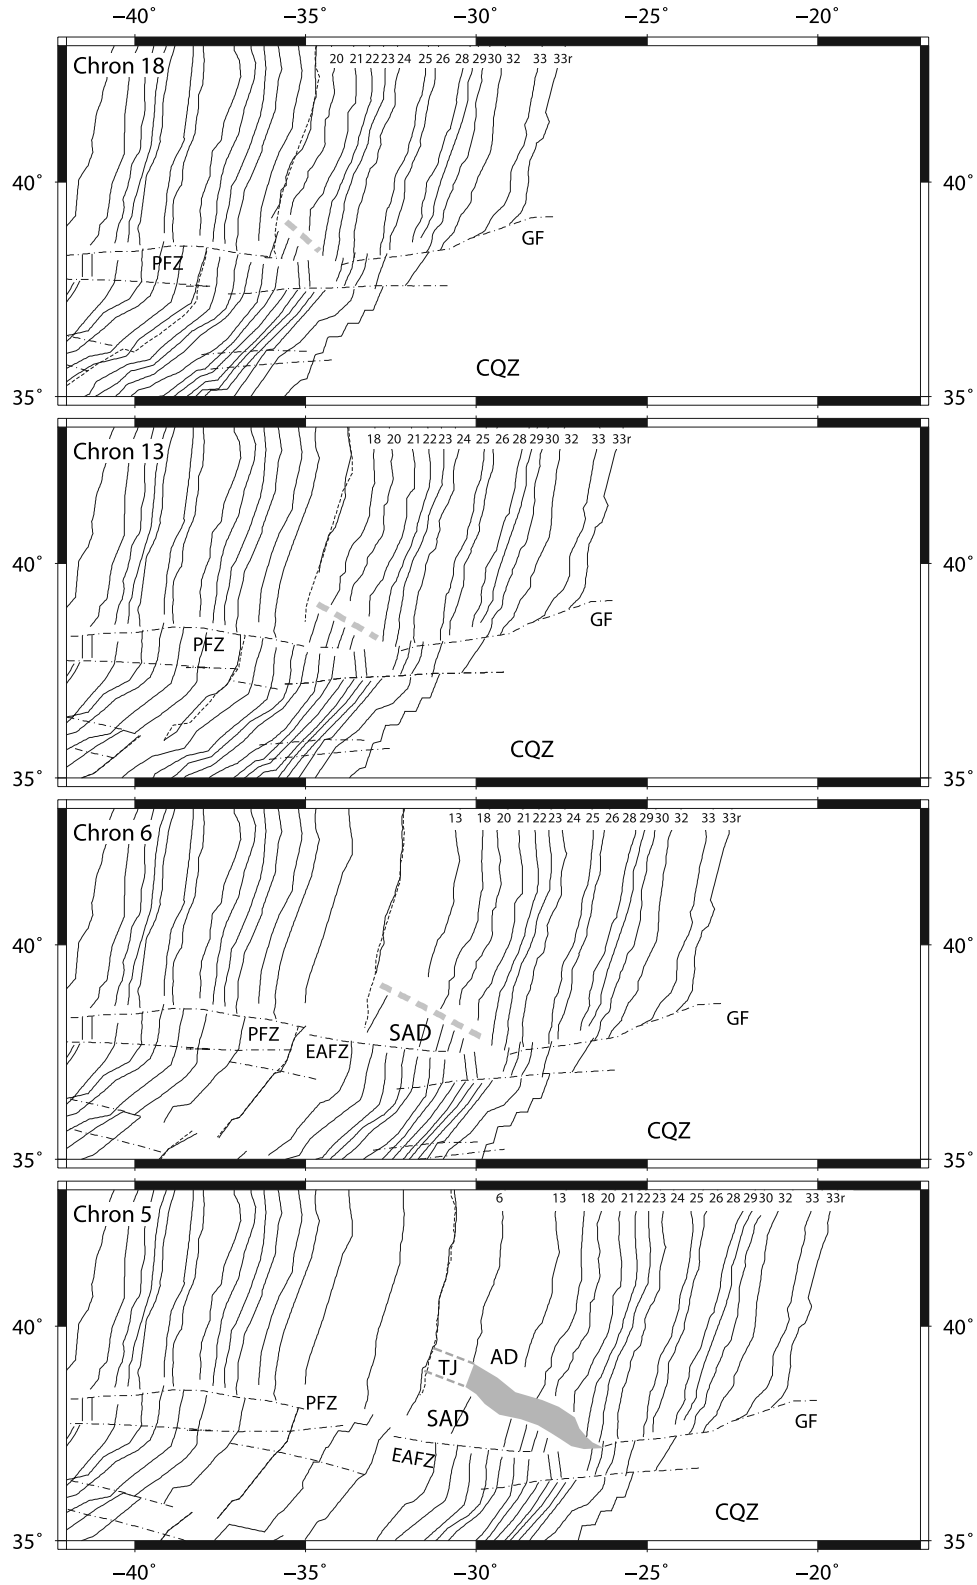 −40° −35° −30° −25° −20°
Chron 18
20 21 22 23 24 25 26 28 29 30 32 33 33r
40° 40°
GF
PFZ
CQZ
35° 35°
18 20 21 22 23 24 25 26 28 29 30 32 33 33r
Chron 13
40° 40°
GF
PFZ
CQZ
35° 35°
13 18 20 21 22 23 24 25 26 28 29 30 32 33 33r
Chron 6
40° 40°
GF
PFZ SAD
EAFZ
CQZ
35° 35°
6 13 18 20 21 22 23 24 25 26 28 29 30 32 33 33r
Chron 5
40° 40°
TJ AD
PFZ
SAD GF
EAFZ
CQZ
35° 35°
−40° −35° −30° −25° −20°